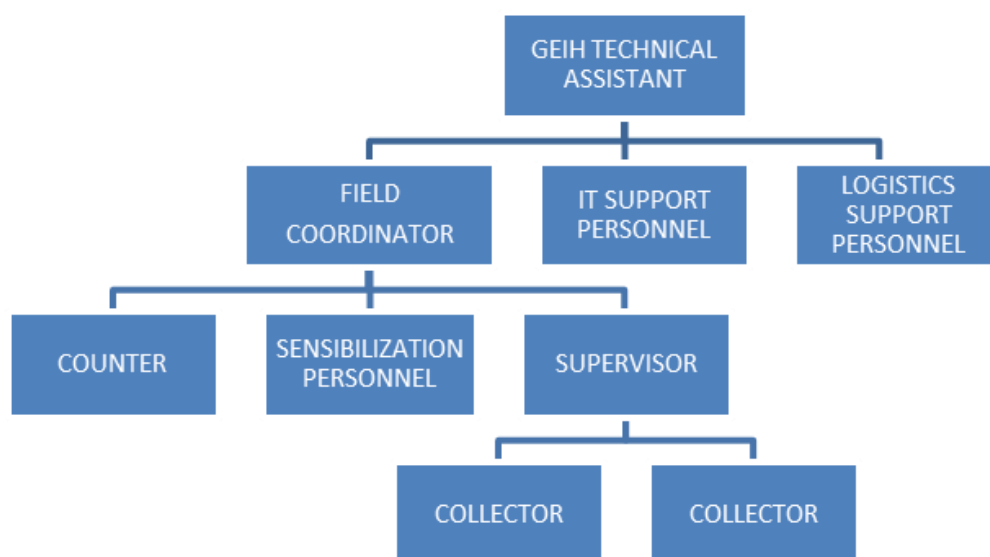 GEIH TECHNICAL
ASSISTANT
FIELD
COORDINATOR
IT SUPPORT
PERSONNEL
LOGISTICS
SUPPORT
PERSONNEL
COUNTER
SENSIBILIZATION
PERSONNEL
SUPERVISOR
COLLECTOR
COLLECTOR